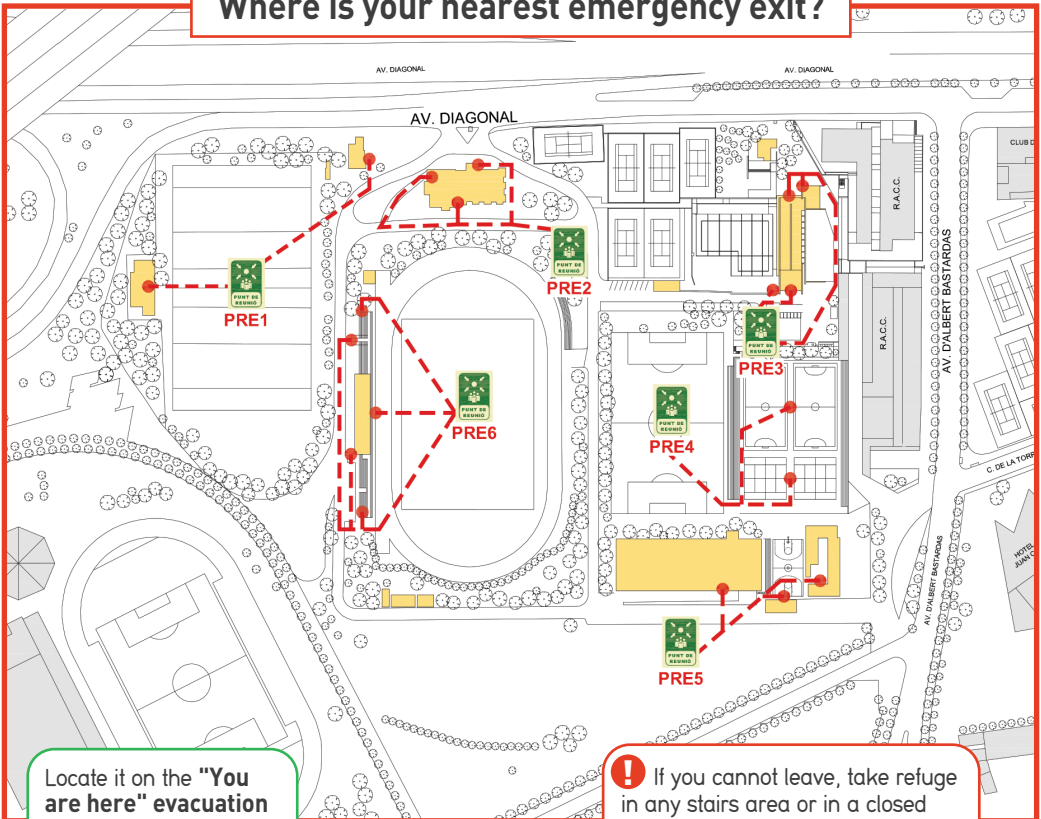 Where is your nearest emergency exit?
AV. DIAGONAL
AV. DIAGONAL
AV. DIAGONAL
CLUB D
R.A.C.C.
AV. D'ALBERT BASTARDAS
PUNT DE
REUNIÓ
PRE2
PUNT DE
REUNIÓ
PRE1
R.A.C.C.
PUNT DE
REUNIÓ
PRE3
PUNT DE
REUNIÓ
PRE6
PUNT DE
REUNIÓ
PRE4
C. DE LA TORR
HOTEL
JUAN C
AV. D'ALBERT BASTARDAS
PUNT DE
REUNIÓ
PRE5
Locate it on the "You
are here" evacuation
! If you cannot leave, take refuge
in any stairs area or in a closed